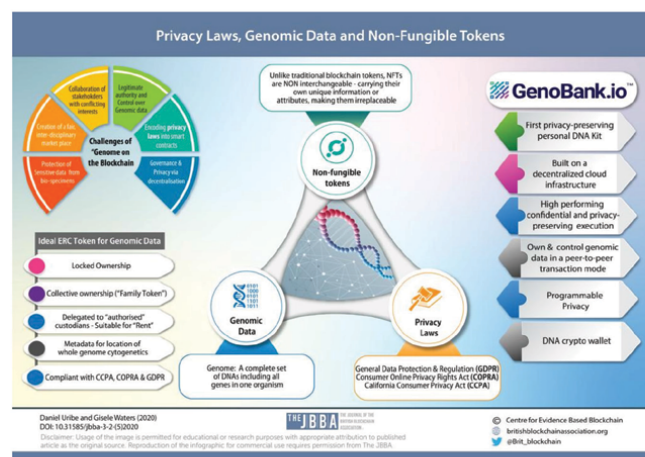 Privacy Laws, Genomic Data and Non-Fungible Tokens
Collaboration of
stakeholders with
conflicting
interests
Legitimate
authority and
Control over
Genomic data
Creation of a fair,
inter-disciplinary
market place
Encoding privacy
laws into smart
contracts
Challenges of
"Genome on
the Blockchain
Protection of
Sensitive data from
bio-specimens
Governance &
Privacy via
decentralisation
Unlike traditional blockchain tokens, NFTs
are NON interchangeable - carrying their
own unique information or
attributes, making them irreplaceable
Non-fungible
tokens
GenoBank.io™
First privacy-preserving
personal DNA Kit
Built on a
decentralized cloud
infrastructure
High performing
confidential and privacy-
preserving execution
Own & control genomic
data in a peer-to-peer
transaction mode
Programmable
Privacy
DNA crypto wallet
Ideal ERC Token for Genomic Data
Locked Ownership
Collective ownership ("Family Token")
Delegated to "authorised"
custodians - Suitable for "Rent"
Metadata for location of
whole genome cytogenetics
Compliant with CCPA, COPRA & GDPR
Genomic
Data
Genome: A complete set
of DNAs including all
genes in one organism
Privacy
Laws
General Data Protection & Regulation (GDPR)
Consumer Online Privacy Rights Act (COPRA)
California Consumer Privacy Act (CCPA)
Daniel Uribe and Gisele Waters (2020)
DOI: 10.31585/jbba-3-2-(5)2020
THE JBBA
THE JOURNAL OF THE
BRITISH BLOCKCHAIN
ASSOCIATION
© Centre for Evidence Based Blockchain
britishblockchainassociation.org
@Brit_blockchain
Disclaimer: Usage of the image is permitted for educational or research purposes with appropriate attribution to published
article as the original source. Reproduction of the infographic for commercial use requires permission from The JBBA.